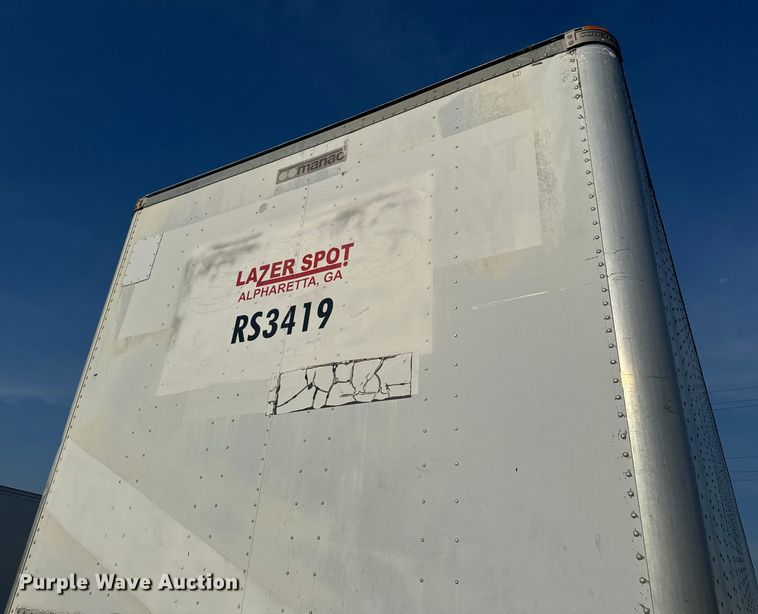 manac
LAZER SPOT
ALPHARETTA, GA
RS3419
Purple Wave Auction